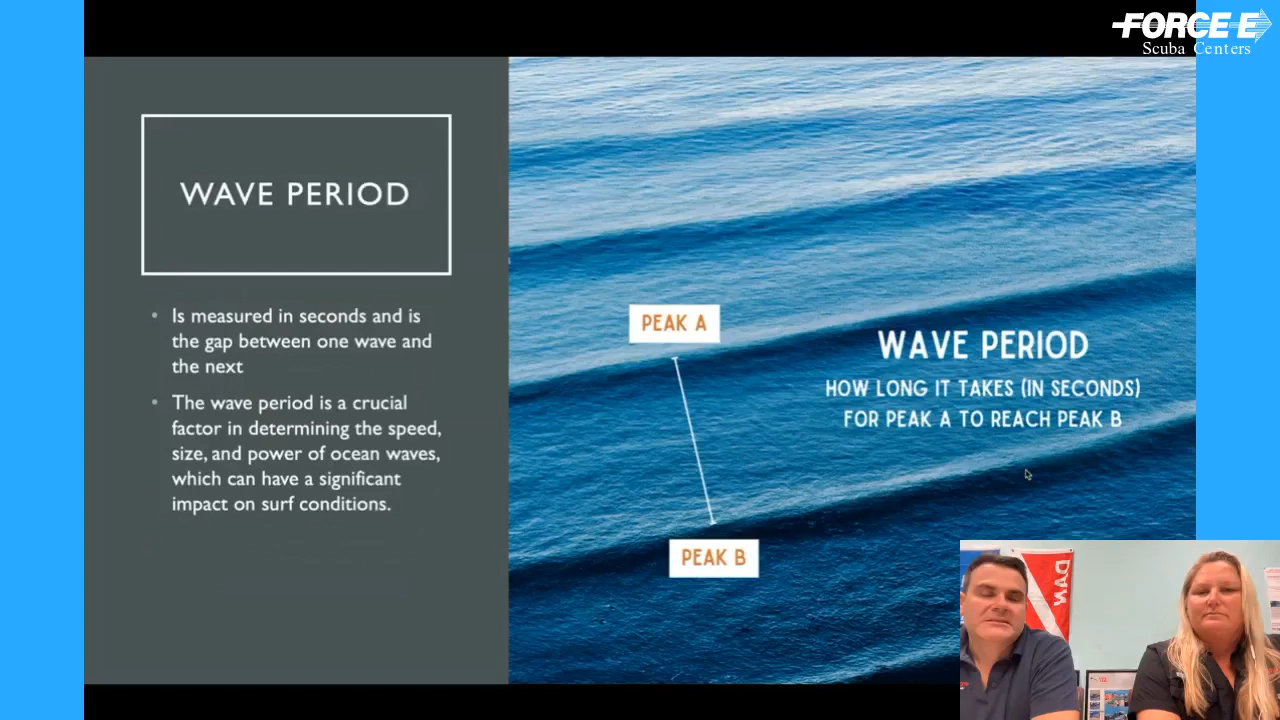 FORCE E
Scuba Centers
WAVE PERIOD
• Is measured in seconds and is
the gap between one wave and
the next
• The wave period is a crucial
factor in determining the speed,
size, and power of ocean waves,
which can have a significant
impact on surf conditions.
PEAK A
WAVE PERIOD
HOW LONG IT TAKES (IN SECONDS)
FOR PEAK A TO REACH PEAK B
PEAK B
DAN